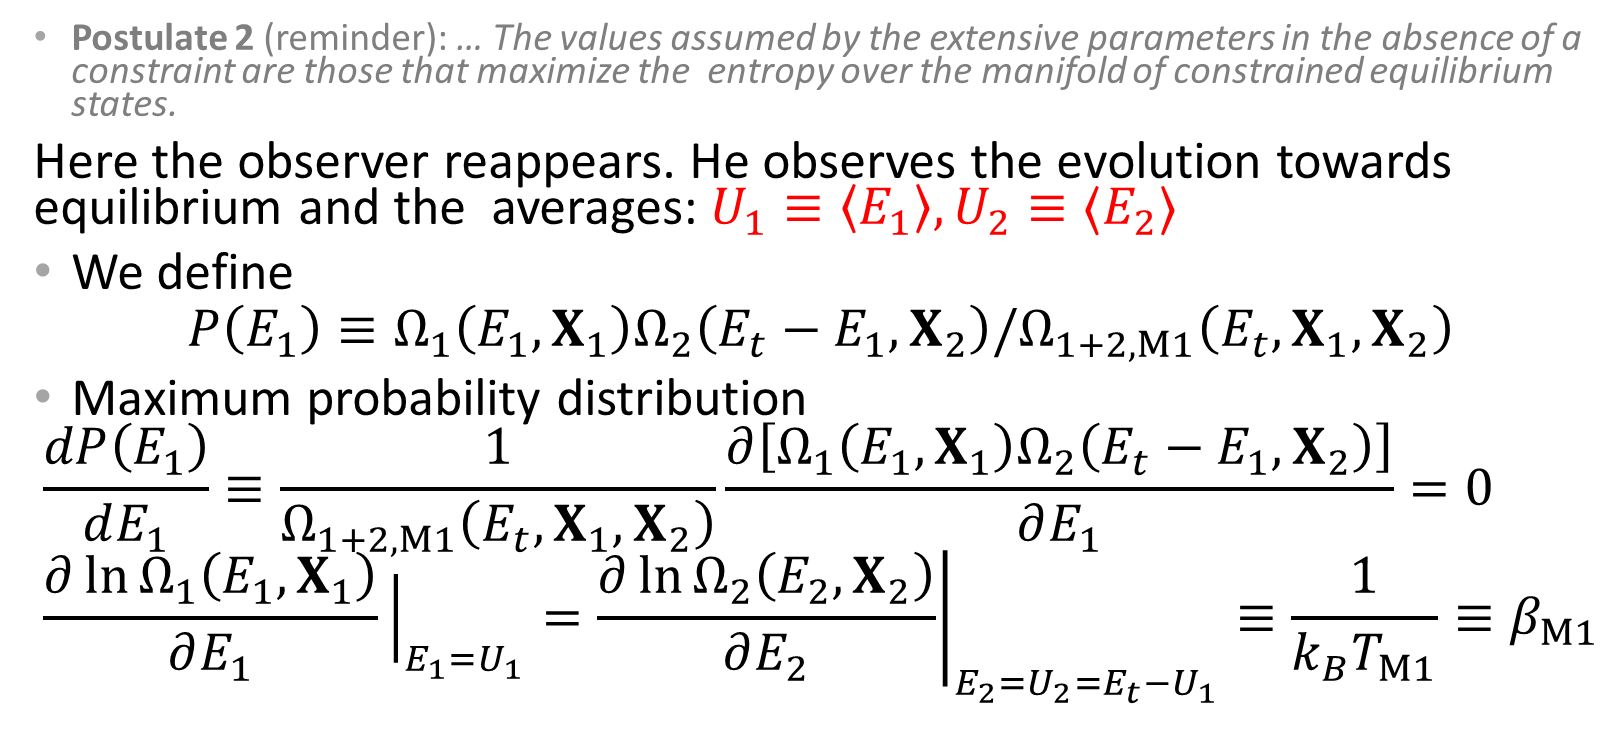 • Postulate 2 (reminder): ... The values assumed by the extensive parameters in the absence of a
constraint are those that maximize the entropy over the manifold of constrained equilibrium
states.
Here the observer reappears. He observes the evolution towards
equilibrium and the averages: U₁ ≡ ⟨E₁⟩, U₂ ≡ ⟨E₂⟩
• We define
P(E₁) ≡ Ω₁(E₁, X₁)Ω₂(Eₜ − E₁, X₂)/Ω₁₊₂,M1(Eₜ, X₁, X₂)
• Maximum probability distribution
dP(E₁)/dE₁ ≡ 1/Ω₁₊₂,M1(Eₜ, X₁, X₂) ∂[Ω₁(E₁, X₁)Ω₂(Eₜ − E₁, X₂)]/∂E₁ = 0
∂ ln Ω₁(E₁, X₁)/∂E₁ |E₁=U₁ = ∂ ln Ω₂(E₂, X₂)/∂E₂ |E₂=U₂=Eₜ−U₁ ≡ 1/k_B T_M1 ≡ β_M1